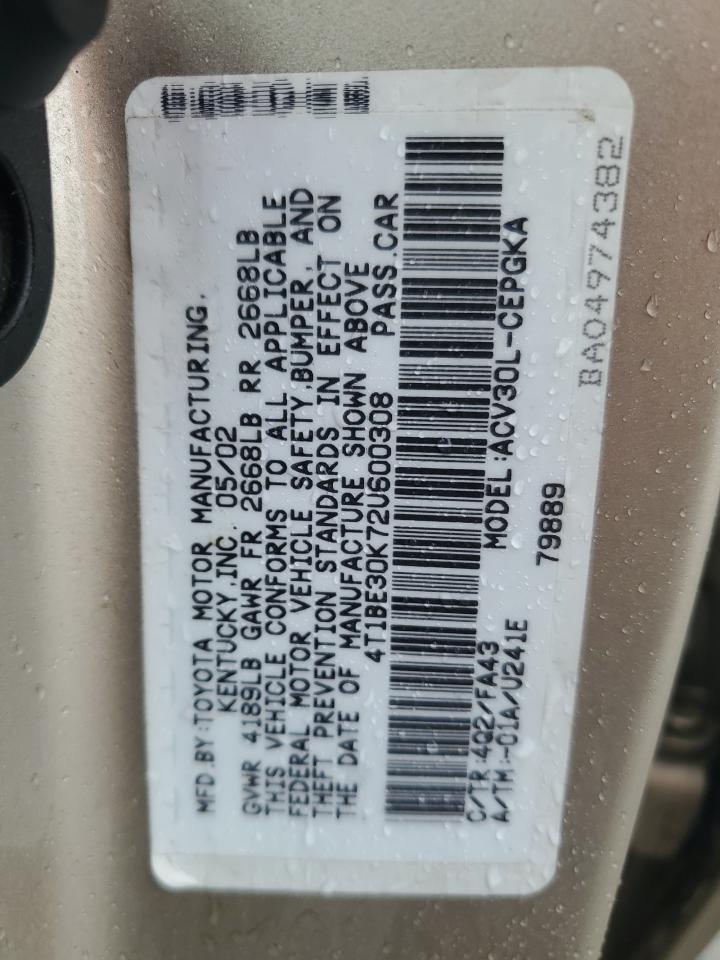 MFD.BY:TOYOTA MOTOR MANUFACTURING,
KENTUCKY,INC. 05/02
GVWR 4189LB GAWR FR 2668LB RR 2668LB
THIS VEHICLE CONFORMS TO ALL APPLICABLE
FEDERAL MOTOR VEHICLE SAFETY,BUMPER, AND
THEFT PREVENTION STANDARDS IN EFFECT ON
THE DATE OF MANUFACTURE SHOWN ABOVE
4T1BE30K72U600308 PASS.CAR
C/TR:4Q2/FA43 MODEL:ACV30L-CEPGKA
A/TM:-01A/U241E
79889
BA04974382